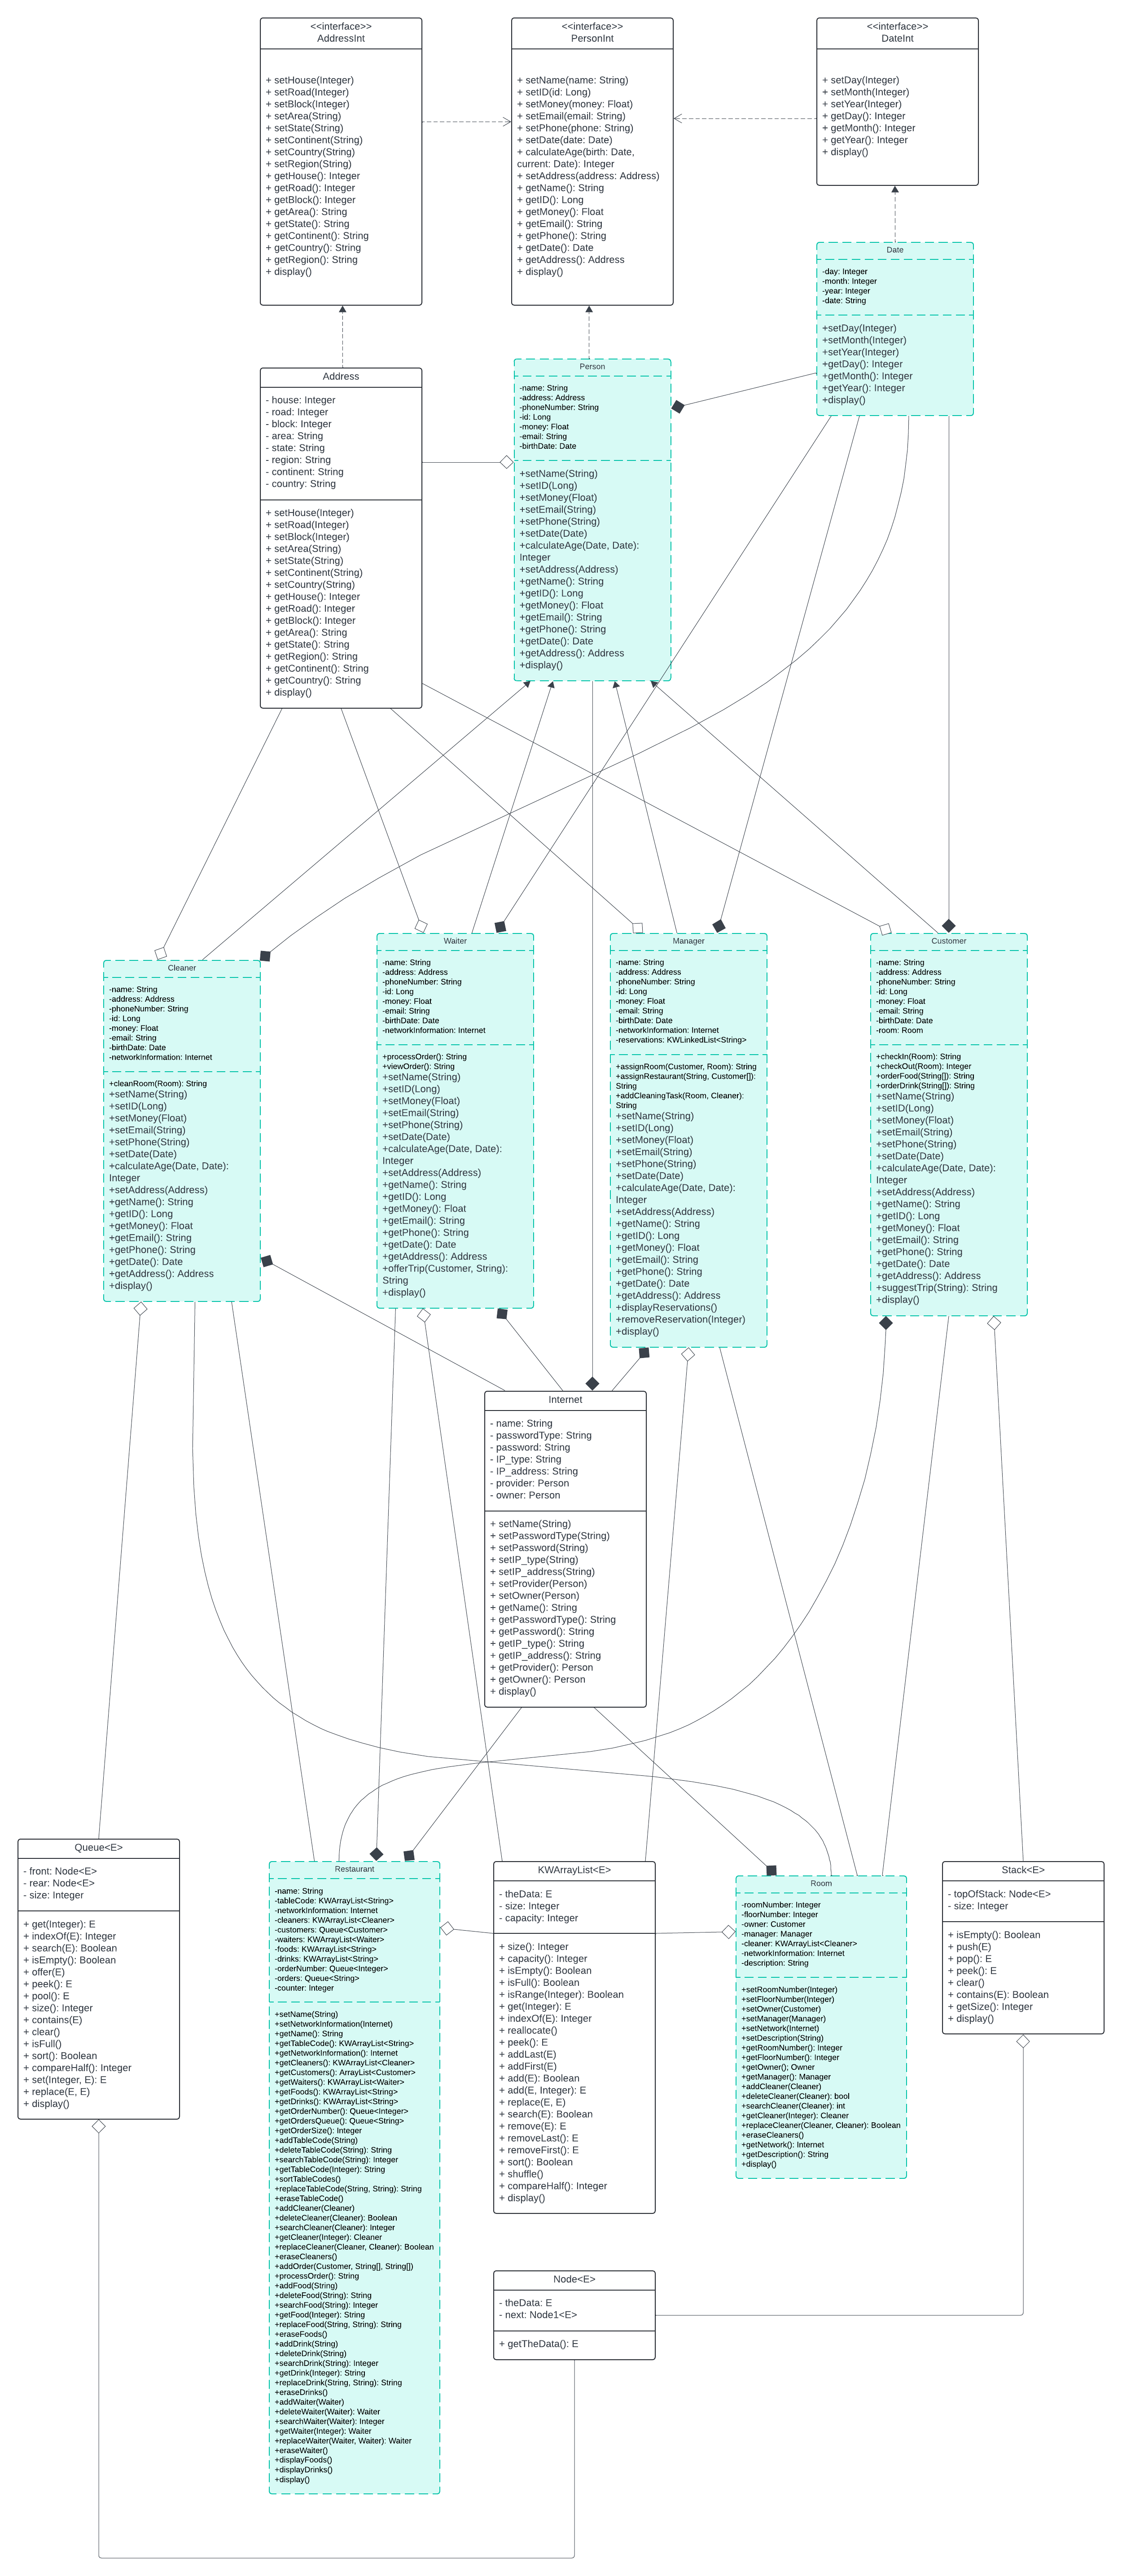 <<interface>>
AddressInt
+ setHouse(Integer)
+ setRoad(Integer)
+ setBlock(Integer)
+ setArea(String)
+ setState(String)
+ setContinent(String)
+ setCountry(String)
+ setRegion(String)
+ getHouse(): Integer
+ getRoad(): Integer
+ getBlock(): Integer
+ getArea(): String
+ getState(): String
+ getContinent(): String
+ getCountry(): String
+ getRegion(): String
+ display()
<<interface>>
PersonInt
+ setName(name: String)
+ setID(id: Long)
+ setMoney(money: Float)
+ setEmail(email: String)
+ setPhone(phone: String)
+ setDate(date: Date)
+ calculateAge(birth: Date,
current: Date): Integer
+ setAddress(address: Address)
+ getName(): String
+ getID(): Long
+ getMoney(): Float
+ getEmail(): String
+ getPhone(): String
+ getDate(): Date
+ getAddress(): Address
+ display()
<<interface>>
DateInt
+ setDay(Integer)
+ setMonth(Integer)
+ setYear(Integer)
+ getDay(): Integer
+ getMonth(): Integer
+ getYear(): Integer
+ display()
Date
-day: Integer
-month: Integer
-year: Integer
-date: String
+setDay(Integer)
+setMonth(Integer)
+setYear(Integer)
+getDay(): Integer
+getMonth(): Integer
+getYear(): Integer
+display()
Address
- house: Integer
- road: Integer
- block: Integer
- area: String
- state: String
- region: String
- continent: String
- country: String
+ setHouse(Integer)
+ setRoad(Integer)
+ setBlock(Integer)
+ setArea(String)
+ setState(String)
+ setContinent(String)
+ setCountry(String)
+ getHouse(): Integer
+ getRoad(): Integer
+ getBlock(): Integer
+ getArea(): String
+ getState(): String
+ getRegion(): String
+ getContinent(): String
+ getCountry(): String
+ display()
Person
-name: String
-address: Address
-phoneNumber: String
-id: Long
-money: Float
-email: String
-birthDate: Date
+setName(String)
+setID(Long)
+setMoney(Float)
+setEmail(String)
+setPhone(String)
+setDate(Date)
+calculateAge(Date, Date):
Integer
+setAddress(Address)
+getName(): String
+getID(): Long
+getMoney(): Float
+getEmail(): String
+getPhone(): String
+getDate(): Date
+getAddress(): Address
+display()
Cleaner
-name: String
-address: Address
-phoneNumber: String
-id: Long
-money: Float
-email: String
-birthDate: Date
-networkInformation: Internet
+cleanRoom(Room): String
+setName(String)
+setID(Long)
+setMoney(Float)
+setEmail(String)
+setPhone(String)
+setDate(Date)
+calculateAge(Date, Date):
Integer
+setAddress(Address)
+getName(): String
+getID(): Long
+getMoney(): Float
+getEmail(): String
+getPhone(): String
+getDate(): Date
+getAddress(): Address
+display()
Waiter
-name: String
-address: Address
-phoneNumber: String
-id: Long
-money: Float
-email: String
-birthDate: Date
-networkInformation: Internet
+processOrder(): String
+viewOrder(): String
+setName(String)
+setID(Long)
+setMoney(Float)
+setEmail(String)
+setPhone(String)
+setDate(Date)
+calculateAge(Date, Date):
Integer
+setAddress(Address)
+getName(): String
+getID(): Long
+getMoney(): Float
+getEmail(): String
+getPhone(): String
+getDate(): Date
+getAddress(): Address
+offerTrip(Customer, String):
String
+display()
Manager
-name: String
-address: Address
-phoneNumber: String
-id: Long
-money: Float
-email: String
-birthDate: Date
-networkInformation: Internet
-reservations: KWLinkedList<String>
+assignRoom(Customer, Room): String
+assignRestaurant(String, Customer[]):
String
+addCleaningTask(Room, Cleaner):
String
+setName(String)
+setID(Long)
+setMoney(Float)
+setEmail(String)
+setPhone(String)
+setDate(Date)
+calculateAge(Date, Date):
Integer
+setAddress(Address)
+getName(): String
+getID(): Long
+getMoney(): Float
+getEmail(): String
+getPhone(): String
+getDate(): Date
+getAddress(): Address
+displayReservations()
+removeReservation(Integer)
+display()
Customer
-name: String
-address: Address
-phoneNumber: String
-id: Long
-money: Float
-email: String
-birthDate: Date
-room: Room
+checkIn(Room): String
+checkOut(Room): Integer
+orderFood(String[]): String
+orderDrink(String[]): String
+setName(String)
+setID(Long)
+setMoney(Float)
+setEmail(String)
+setPhone(String)
+setDate(Date)
+calculateAge(Date, Date):
Integer
+setAddress(Address)
+getName(): String
+getID(): Long
+getMoney(): Float
+getEmail(): String
+getPhone(): String
+getDate(): Date
+getAddress(): Address
+suggestTrip(String): String
+display()
Internet
- name: String
- passwordType: String
- password: String
- IP_type: String
- IP_address: String
- provider: Person
- owner: Person
+ setName(String)
+ setPasswordType(String)
+ setPassword(String)
+ setIP_type(String)
+ setIP_address(String)
+ setProvider(Person)
+ setOwner(Person)
+ getName(): String
+ getPasswordType(): String
+ getPassword(): String
+ getIP_type(): String
+ getIP_address(): String
+ getProvider(): Person
+ getOwner(): Person
+ display()
Queue<E>
- front: Node<E>
- rear: Node<E>
- size: Integer
+ get(Integer): E
+ indexOf(E): Integer
+ search(E): Boolean
+ isEmpty(): Boolean
+ offer(E)
+ peek(): E
+ pool(): E
+ size(): Integer
+ contains(E)
+ clear()
+ isFull()
+ sort(): Boolean
+ compareHalf(): Integer
+ set(Integer, E): E
+ replace(E, E)
+ display()
Restaurant
-name: String
-tableCode: KWArrayList<String>
-networkInformation: Internet
-cleaners: KWArrayList<Cleaner>
-customers: Queue<Customer>
-waiters: KWArrayList<Waiter>
-foods: KWArrayList<String>
-drinks: KWArrayList<String>
-orderNumber: Queue<Integer>
-orders: Queue<String>
-counter: Integer
+setName(String)
+setNetworkInformation(Internet)
+getName(): String
+getTableCode(): KWArrayList<String>
+getNetworkInformation(): Internet
+getCleaners(): KWArrayList<Cleaner>
+getCustomers(): ArrayList<Customer>
+getWaiters(): KWArrayList<Waiter>
+getFoods(): KWArrayList<String>
+getDrinks(): KWArrayList<String>
+getOrderNumber(): Queue<Integer>
+getOrdersQueue(): Queue<String>
+getOrderSize(): Integer
+addTableCode(String)
+deleteTableCode(String): String
+searchTableCode(String): Integer
+getTableCode(Integer): String
+sortTableCodes()
+replaceTableCode(String, String): String
+eraseTableCode()
+addCleaner(Cleaner)
+deleteCleaner(Cleaner): Boolean
+searchCleaner(Cleaner): Integer
+getCleaner(Integer): Cleaner
+replaceCleaner(Cleaner, Cleaner): Boolean
+eraseCleaners()
+addOrder(Customer, String[], String[])
+processOrder(): String
+addFood(String)
+deleteFood(String): String
+searchFood(String): Integer
+getFood(Integer): String
+replaceFood(String, String): String
+eraseFoods()
+addDrink(String)
+deleteDrink(String)
+searchDrink(String): Integer
+getDrink(Integer): String
+replaceDrink(String, String): String
+eraseDrinks()
+addWaiter(Waiter)
+deleteWaiter(Waiter): Waiter
+searchWaiter(Waiter): Integer
+getWaiter(Integer): Waiter
+replaceWaiter(Waiter, Waiter): Waiter
+eraseWaiter()
+displayFoods()
+displayDrinks()
+display()
KWArrayList<E>
- theData: E
- size: Integer
- capacity: Integer
+ size(): Integer
+ capacity(): Integer
+ isEmpty(): Boolean
+ isFull(): Boolean
+ isRange(Integer): Boolean
+ get(Integer): E
+ indexOf(E): Integer
+ reallocate()
+ peek(): E
+ addLast(E)
+ addFirst(E)
+ add(E): Boolean
+ add(E, Integer): E
+ replace(E, E)
+ search(E): Boolean
+ remove(E): E
+ removeLast(): E
+ removeFirst(): E
+ sort(): Boolean
+ shuffle()
+ compareHalf(): Integer
+ display()
Room
-roomNumber: Integer
-floorNumber: Integer
-owner: Customer
-manager: Manager
-cleaner: KWArrayList<Cleaner>
-networkInformation: Internet
-description: String
+setRoomNumber(Integer)
+setFloorNumber(Integer)
+setOwner(Customer)
+setManager(Manager)
+setNetwork(Internet)
+setDescription(String)
+getRoomNumber(): Integer
+getFloorNumber(): Integer
+getOwner(); Owner
+getManager(): Manager
+addCleaner(Cleaner)
+deleteCleaner(Cleaner): bool
+searchCleaner(Cleaner): int
+getCleaner(Integer): Cleaner
+replaceCleaner(Cleaner, Cleaner): Boolean
+eraseCleaners()
+getNetwork(): Internet
+getDescription(): String
+display()
Stack<E>
- topOfStack: Node<E>
- size: Integer
+ isEmpty(): Boolean
+ push(E)
+ pop(): E
+ peek(): E
+ clear()
+ contains(E): Boolean
+ getSize(): Integer
+ display()
Node<E>
- theData: E
- next: Node1<E>
+ getTheData(): E